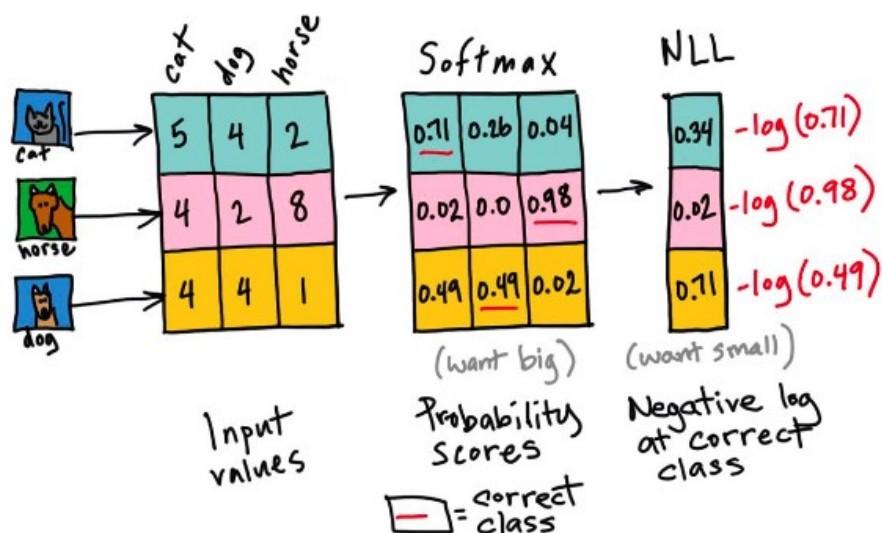 cat dog horse
Softmax
NLL
cat
5 4 2
0.71 0.26 0.04
0.34 -log(0.71)
horse
4 2 8
0.02 0.0 0.98
0.02 -log(0.98)
dog
4 4 1
0.49 0.49 0.02
0.71 -log(0.49)
(want big)
(want small)
Input
values
Probability
scores
Negative log
at correct
class
= correct
class